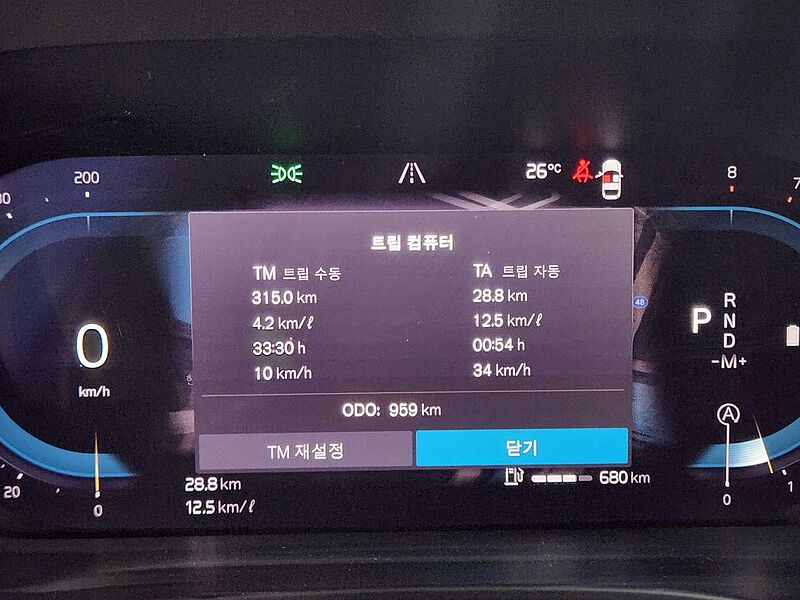 200
26°C
8
7
트립 컴퓨터
TM 트립 수동
TA 트립 자동
315.0 km
28.8 km
4.2 km/ℓ
12.5 km/ℓ
33:30 h
00:54 h
10 km/h
34 km/h
ODO: 959 km
TM 재설정
닫기
0
km/h
48
P
R
N
D
-M+
A
20
0
28.8 km
12.5 km/ℓ
680 km
0
1